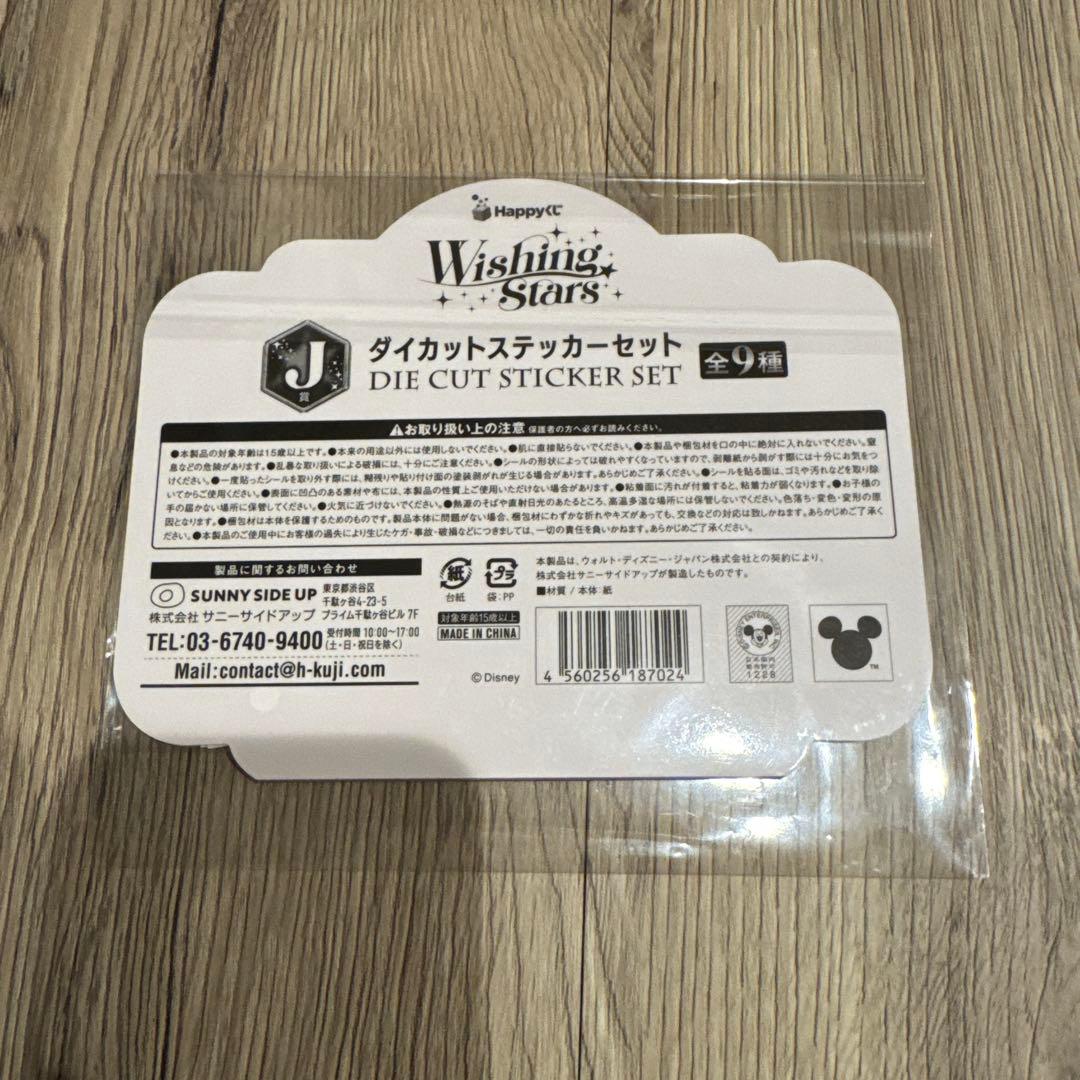 Happyくじ
Wishing
Stars
J
賞
ダイカットステッカーセット
DIE CUT STICKER SET
全9種
お取り扱い上の注意 保護者の方へ必ずお読みください。
●本製品の対象年齢は15歳以上です。●本来の用途以外には使用しないでください。●肌に直接貼らないでください。●本製品や梱包材を口の中に絶対に入れないでください。窒
息などの危険があります。●乱暴な取り扱いによる破損には、十分にご注意ください。●シールの形状によっては破れやすくなっていますので、剥離紙から剥がす際には十分にお気をつ
けください。●一度貼ったシールを取り外す際には、糊残りや貼り付け面の塗装剥がれが生じる場合があります。あらかじめご了承ください。●シールを貼る面は、ゴミや汚れなどを取り除
いてからご使用ください。●表面に凹凸のある素材や布には、本製品の性質上ご使用いただけない場合があります。●粘着面に汚れが付着すると、粘着力が弱くなります。●お子様の
手の届かない場所に保管してください。●火気に近づけないでください。●熱源のそばや直射日光のあたるところ、高温多湿な場所には保管しないでください。色落ち・変色・変形の原
因となります。●梱包材は本体を保護するためのものです。製品本体に問題がない場合、梱包材にわずかな折れやキズがあっても、交換などの対応は致しかねます。あらかじめご了承く
ださい。●本製品のご使用中にお客様の過失により生じたケガ・事故・破損などにつきましては、一切の責任を負いかねます。あらかじめご了承ください。
製品に関するお問い合わせ
SUNNY SIDE UP
東京都渋谷区
千駄ヶ谷4-23-5
株式会社 サニーサイドアップ プライム千駄ヶ谷ビル 7F
TEL:03-6740-9400 受付時間 10:00〜17:00
(土・日・祝日を除く)
Mail:contact@h-kuji.com
紙
台紙
プラ
袋:PP
対象年齢15歳以上
MADE IN CHINA
©Disney
本製品は、ウォルト・ディズニー・ジャパン株式会社との契約により、
株式会社サニーサイドアップが製造したものです。
■材質 / 本体:紙
4 560256 187024
日本国内
販売許可
1228
TM